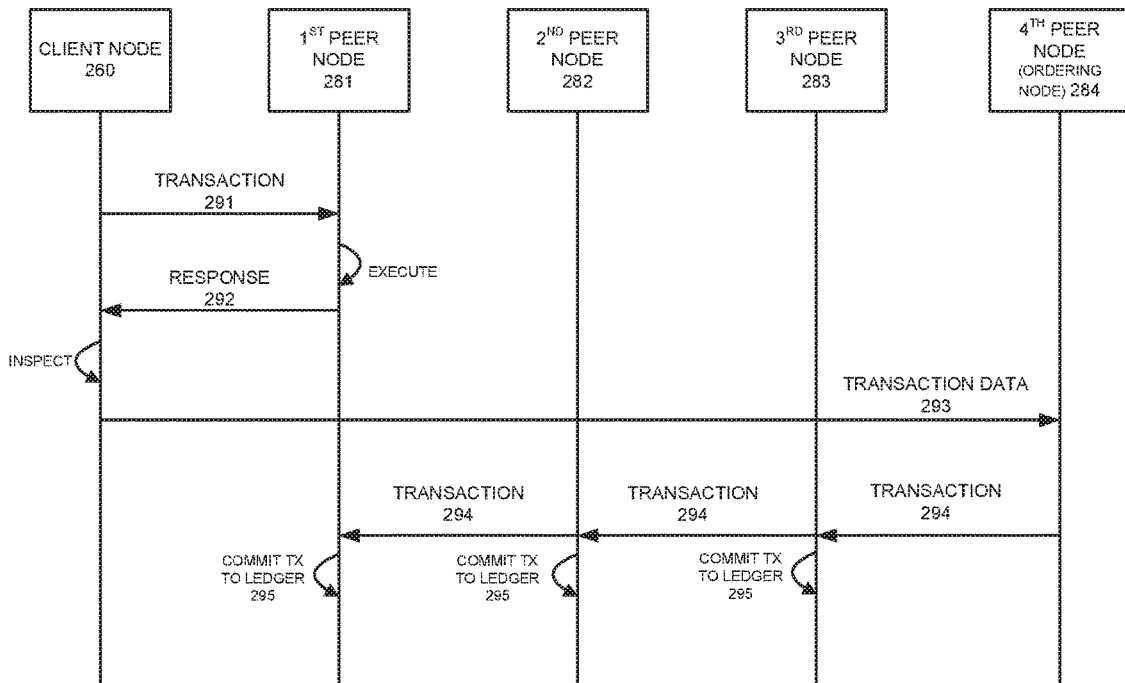 CLIENT NODE
260
1ST PEER
NODE
281
2ND PEER
NODE
282
3RD PEER
NODE
283
4TH PEER
NODE
(ORDERING
NODE) 284
TRANSACTION
291
EXECUTE
RESPONSE
292
INSPECT
TRANSACTION DATA
293
TRANSACTION
294
TRANSACTION
294
TRANSACTION
294
COMMIT TX
TO LEDGER
295
COMMIT TX
TO LEDGER
295
COMMIT TX
TO LEDGER
295